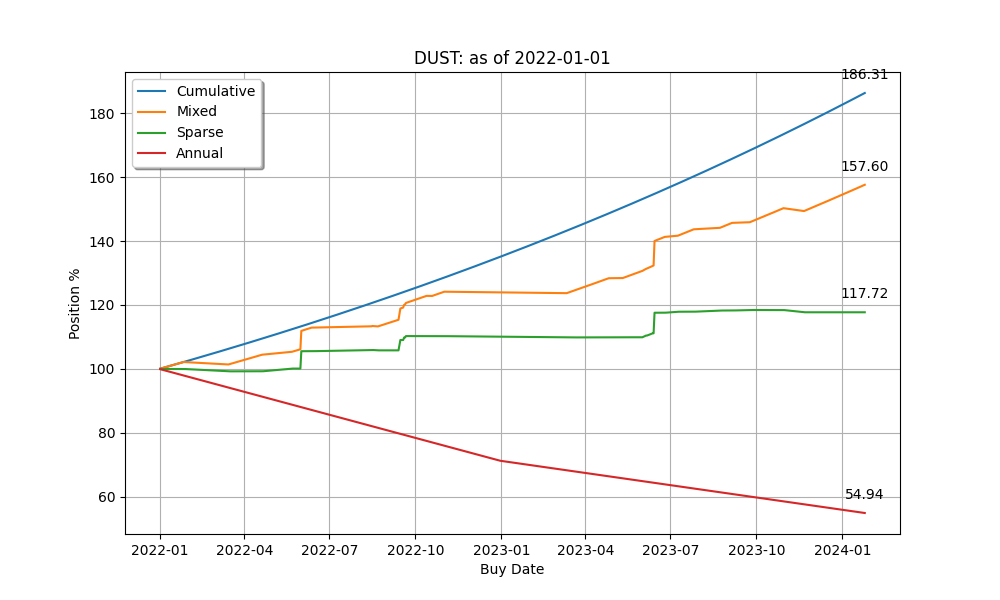 DUST: as of 2022-01-01
Cumulative
Mixed
Sparse
Annual
186.31
157.60
117.72
54.94
180
160
140
120
100
80
60
Position %
2022-01 2022-04 2022-07 2022-10 2023-01 2023-04 2023-07 2023-10 2024-01
Buy Date